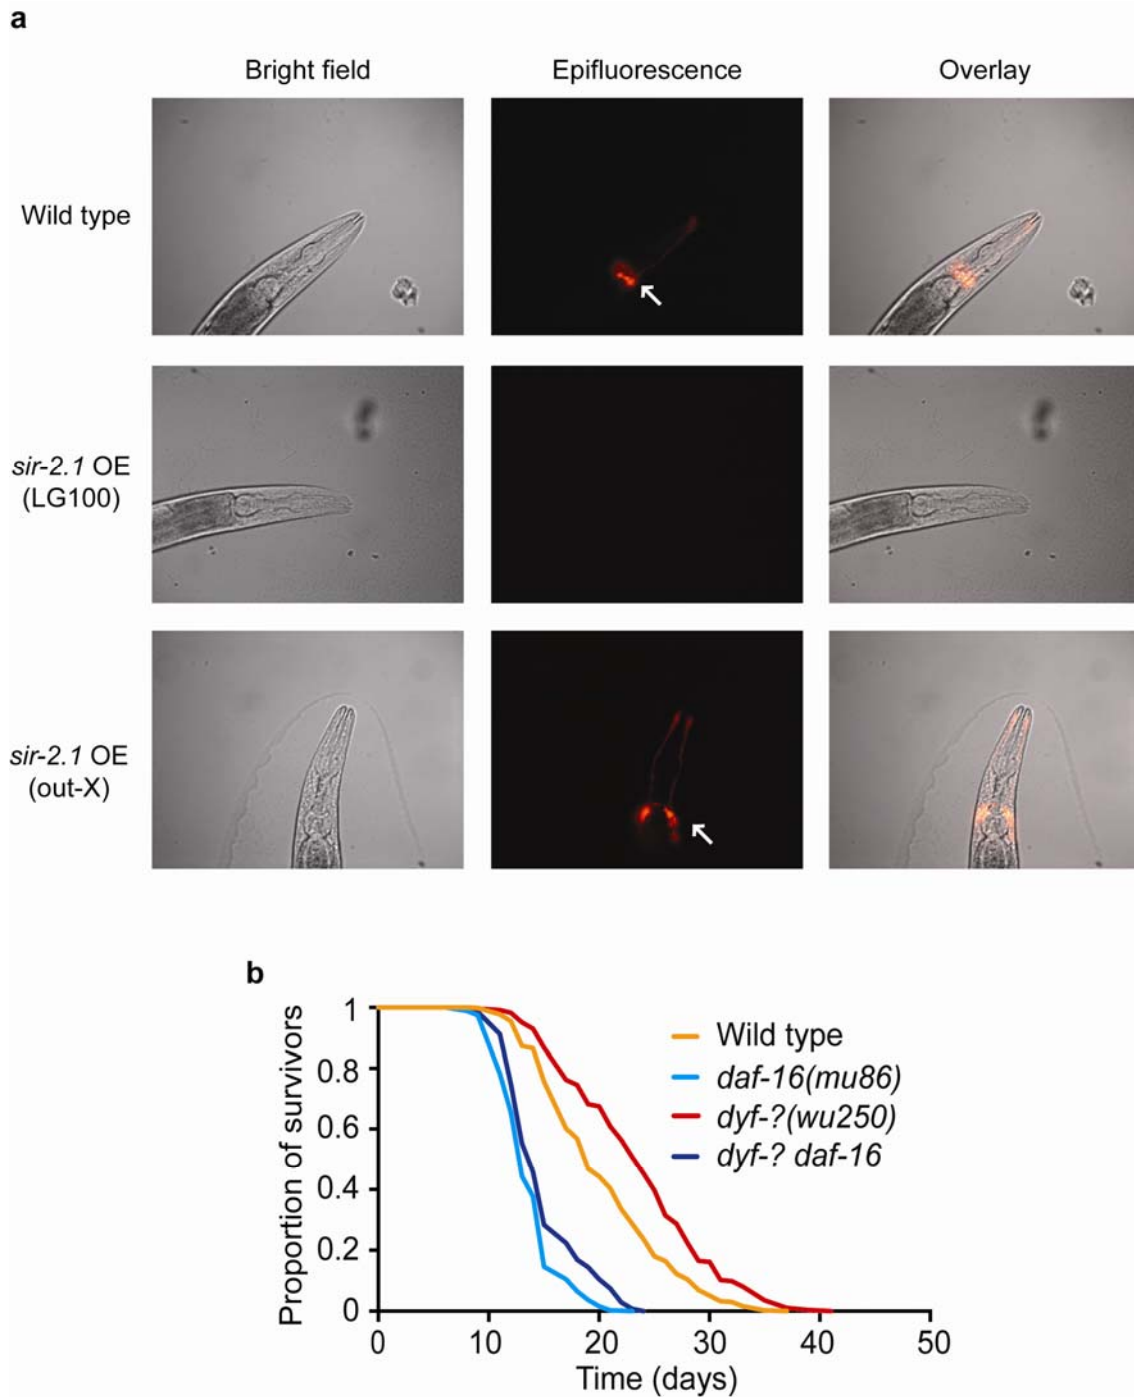 a
Bright field Epifluorescence Overlay
Wild type
sir-2.1 OE
(LG100)
sir-2.1 OE
(out-X)
b
Proportion of survivors
1
0.8
0.6
0.4
0.2
0
Wild type
daf-16(mu86)
dyf-?(wu250)
dyf-? daf-16
0 10 20 30 40 50
Time (days)